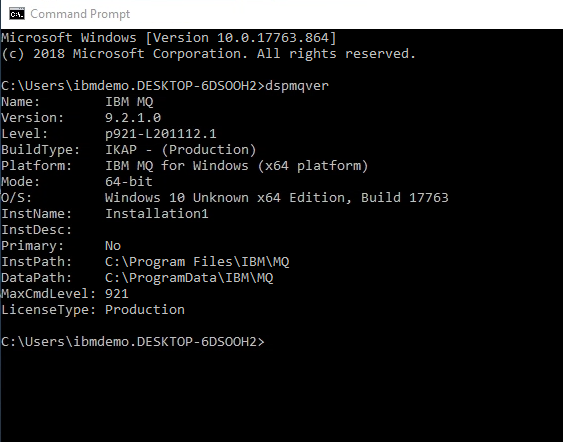 Command Prompt
Microsoft Windows [Version 10.0.17763.864]
(c) 2018 Microsoft Corporation. All rights reserved.
C:\Users\ibmdemo.DESKTOP-6DSOOH2>dspmqver
Name: IBM MQ
Version: 9.2.1.0
Level: p921-L201112.1
BuildType: IKAP - (Production)
Platform: IBM MQ for Windows (x64 platform)
Mode: 64-bit
O/S: Windows 10 Unknown x64 Edition, Build 17763
InstName: Installation1
InstDesc:
Primary: No
InstPath: C:\Program Files\IBM\MQ
DataPath: C:\ProgramData\IBM\MQ
MaxCmdLevel: 921
LicenseType: Production
C:\Users\ibmdemo.DESKTOP-6DSOOH2>